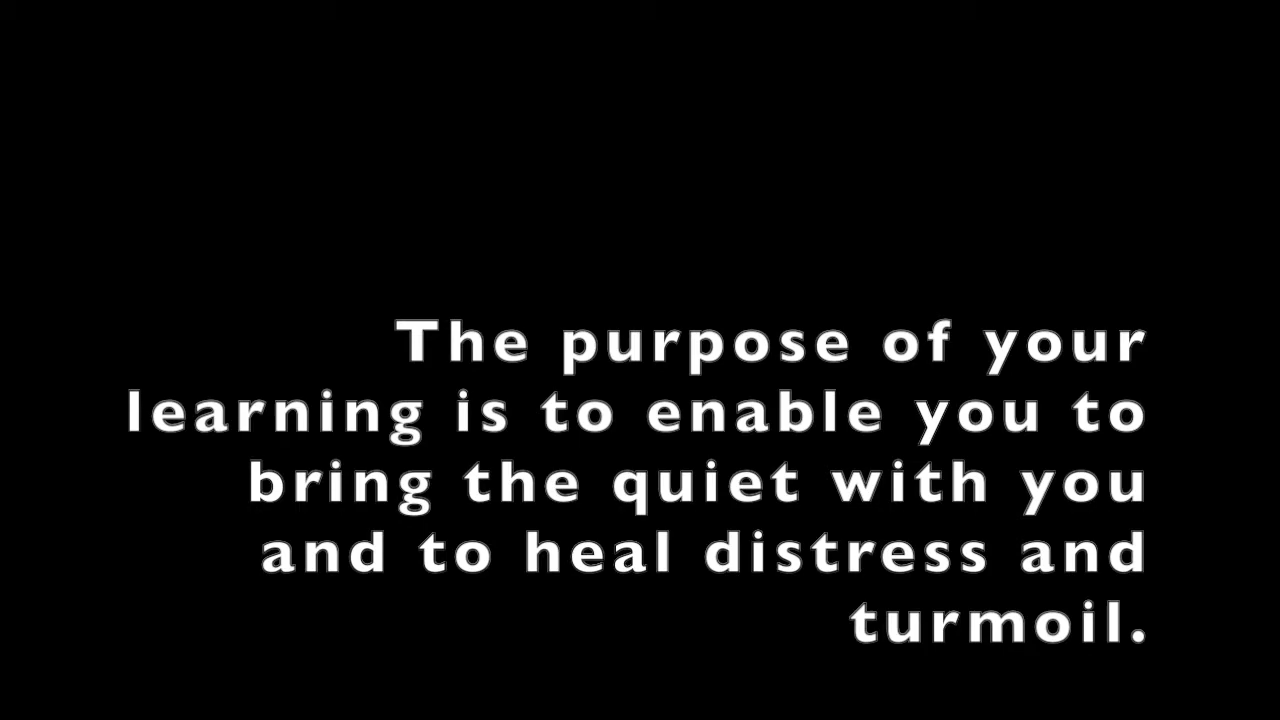 The purpose of your
learning is to enable you to
bring the quiet with you
and to heal distress and
turmoil.